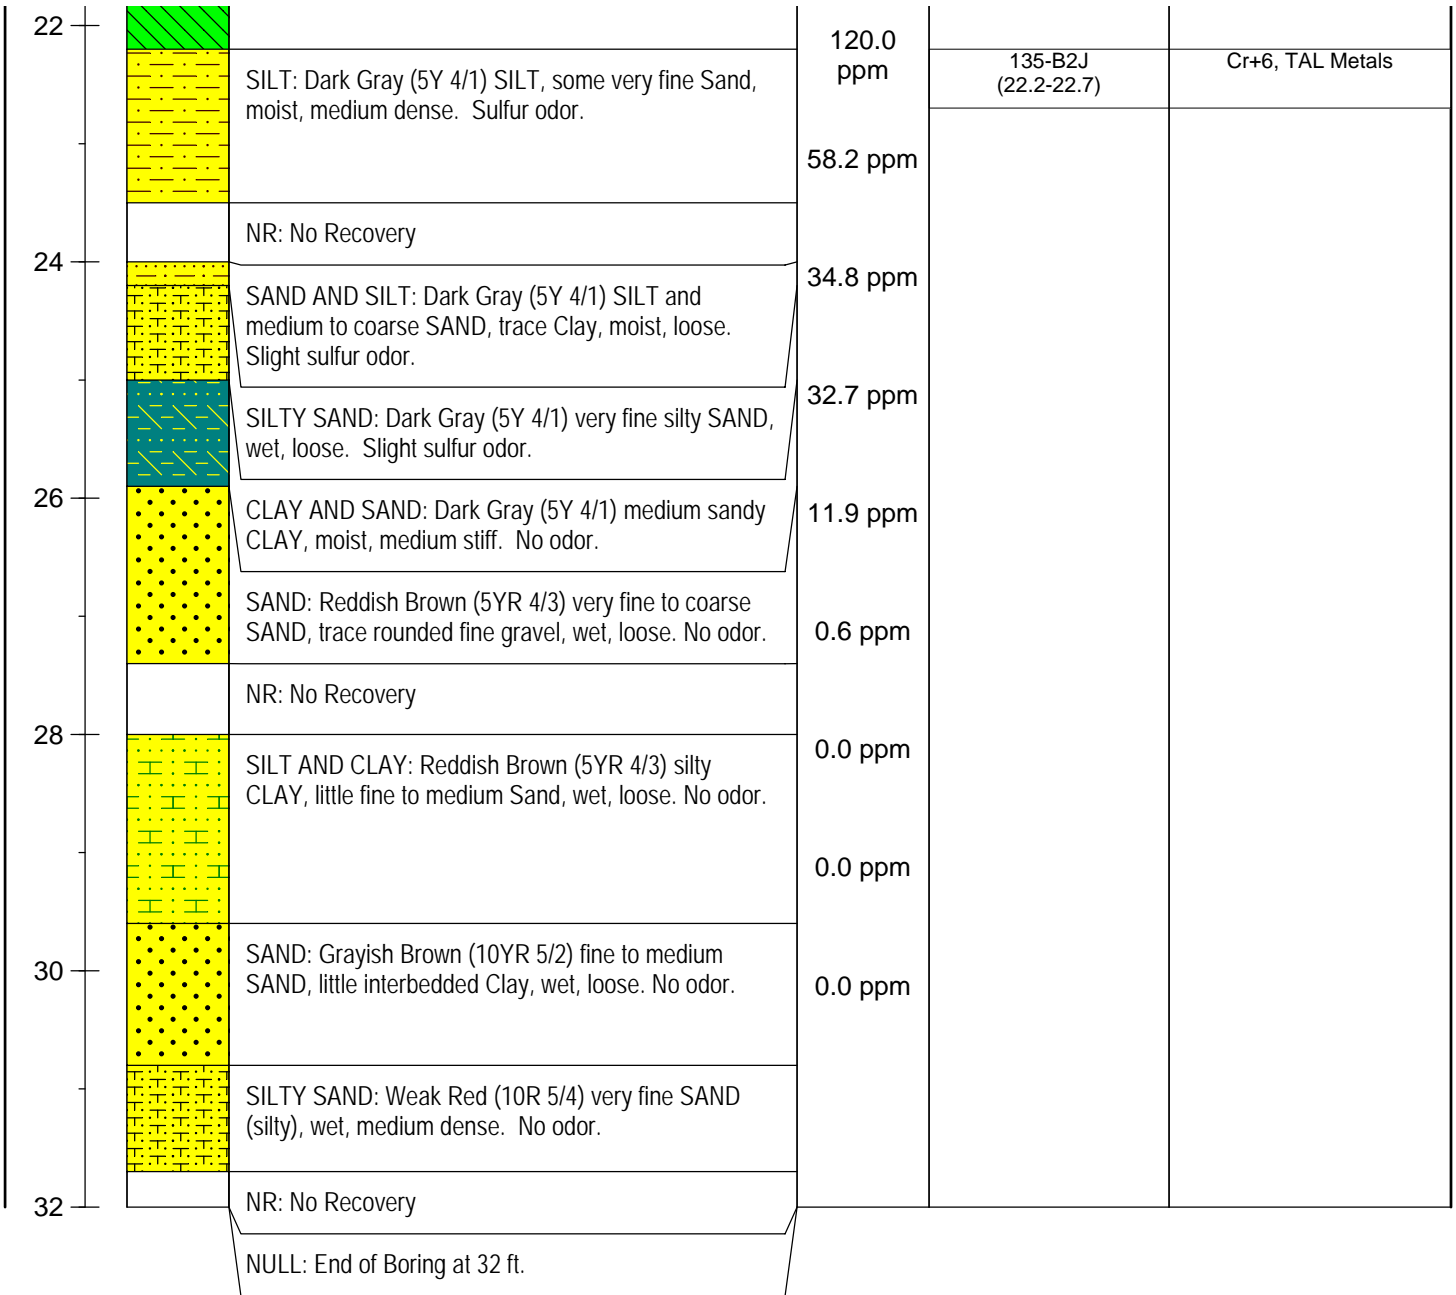 22
120.0
ppm
135-B2J
(22.2-22.7)
Cr+6, TAL Metals
SILT: Dark Gray (5Y 4/1) SILT, some very fine Sand,
moist, medium dense.  Sulfur odor.
58.2 ppm
NR: No Recovery
24
34.8 ppm
SAND AND SILT: Dark Gray (5Y 4/1) SILT and
medium to coarse SAND, trace Clay, moist, loose.
Slight sulfur odor.
32.7 ppm
SILTY SAND: Dark Gray (5Y 4/1) very fine silty SAND,
wet, loose.  Slight sulfur odor.
26
11.9 ppm
CLAY AND SAND: Dark Gray (5Y 4/1) medium sandy
CLAY, moist, medium stiff.  No odor.
SAND: Reddish Brown (5YR 4/3) very fine to coarse
SAND, trace rounded fine gravel, wet, loose. No odor.
0.6 ppm
NR: No Recovery
28
0.0 ppm
SILT AND CLAY: Reddish Brown (5YR 4/3) silty
CLAY, little fine to medium Sand, wet, loose. No odor.
0.0 ppm
SAND: Grayish Brown (10YR 5/2) fine to medium
SAND, little interbedded Clay, wet, loose. No odor.
30
0.0 ppm
SILTY SAND: Weak Red (10R 5/4) very fine SAND
(silty), wet, medium dense.  No odor.
NR: No Recovery
32
NULL: End of Boring at 32 ft.